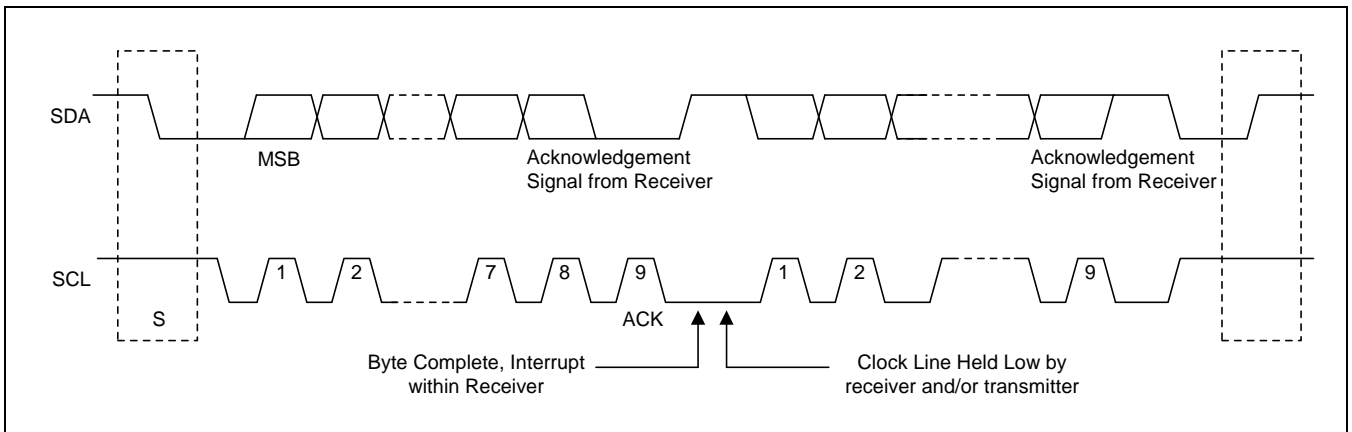 SDA
MSB
Acknowledgement
Signal from Receiver
Acknowledgement
Signal from Receiver
SCL
1
2
7
8
9
1
2
9
S
ACK
Byte Complete, Interrupt
within Receiver
Clock Line Held Low by
receiver and/or transmitter